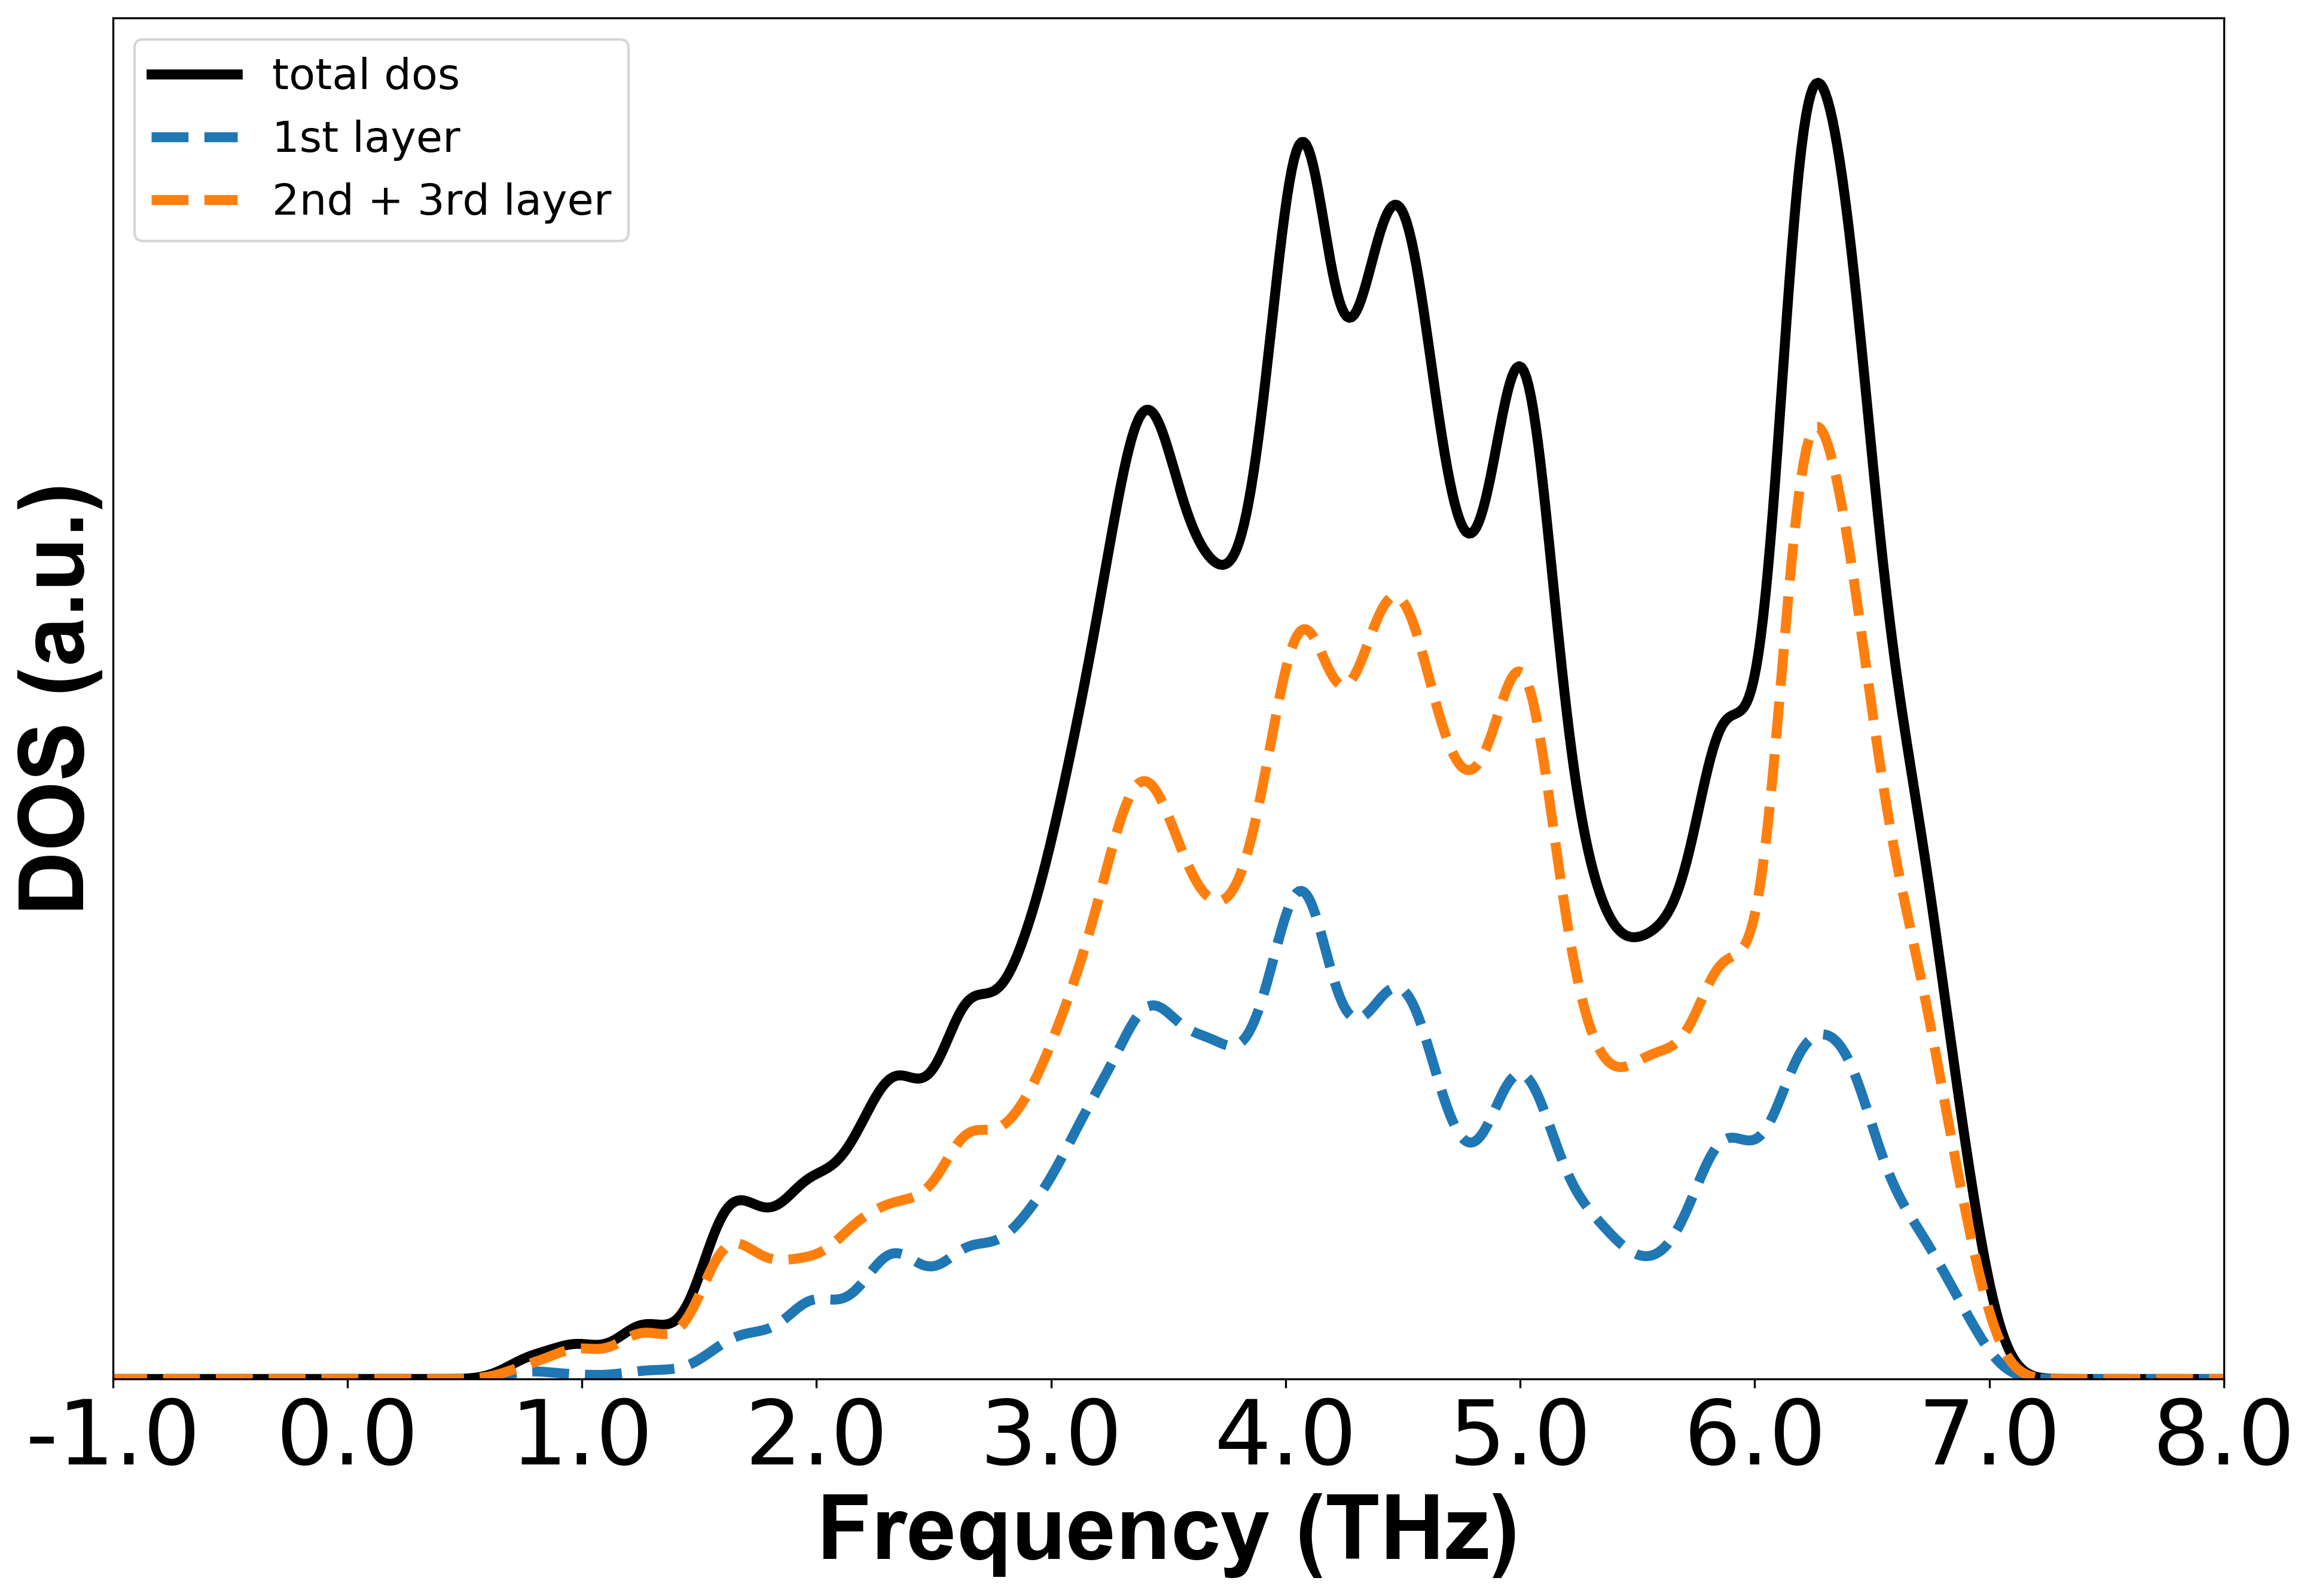 total dos
1st layer
2nd + 3rd layer
DOS (a.u.)
-1.0 0.0 1.0 2.0 3.0 4.0 5.0 6.0 7.0 8.0
Frequency (THz)